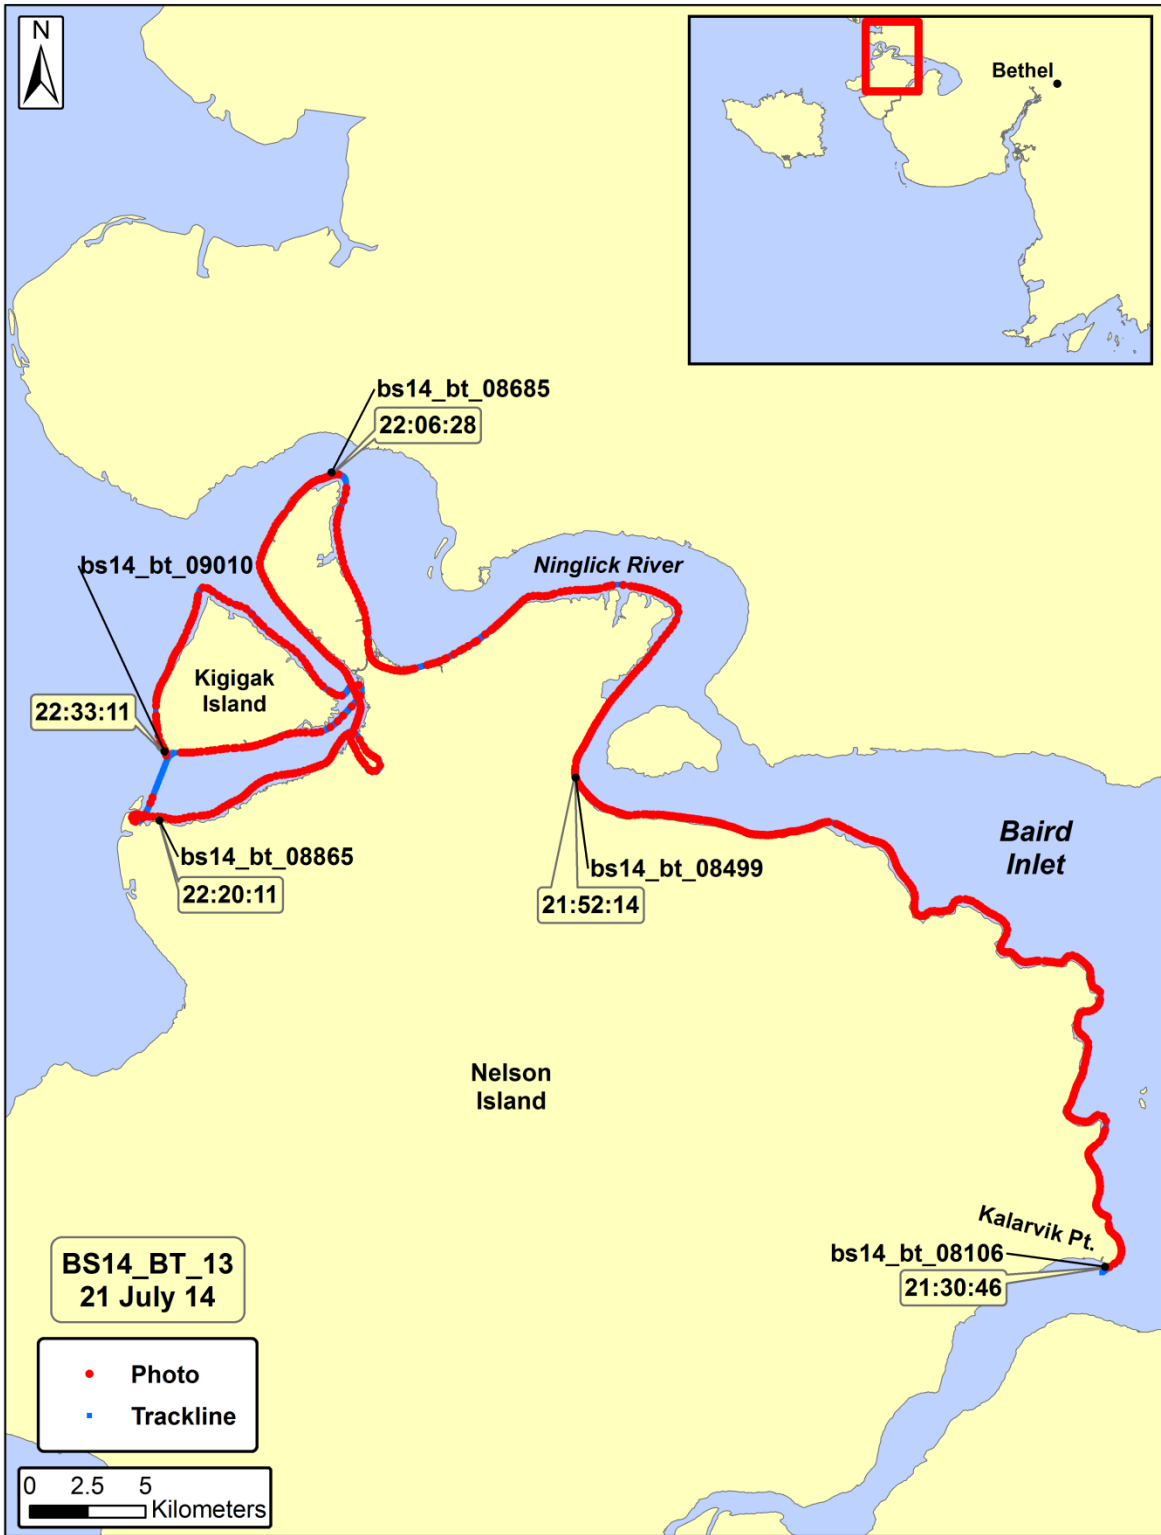 N
Bethel
bs14_bt_08685
22:06:28
Ninglick River
bs14_bt_09010
Kigigak
Island
22:33:11
Baird
Inlet
bs14_bt_08865
22:20:11
bs14_bt_08499
21:52:14
Nelson
Island
Kalarvik Pt.
bs14_bt_08106
21:30:46
BS14_BT_13
21 July 14
Photo
Trackline
0 2.5 5
Kilometers